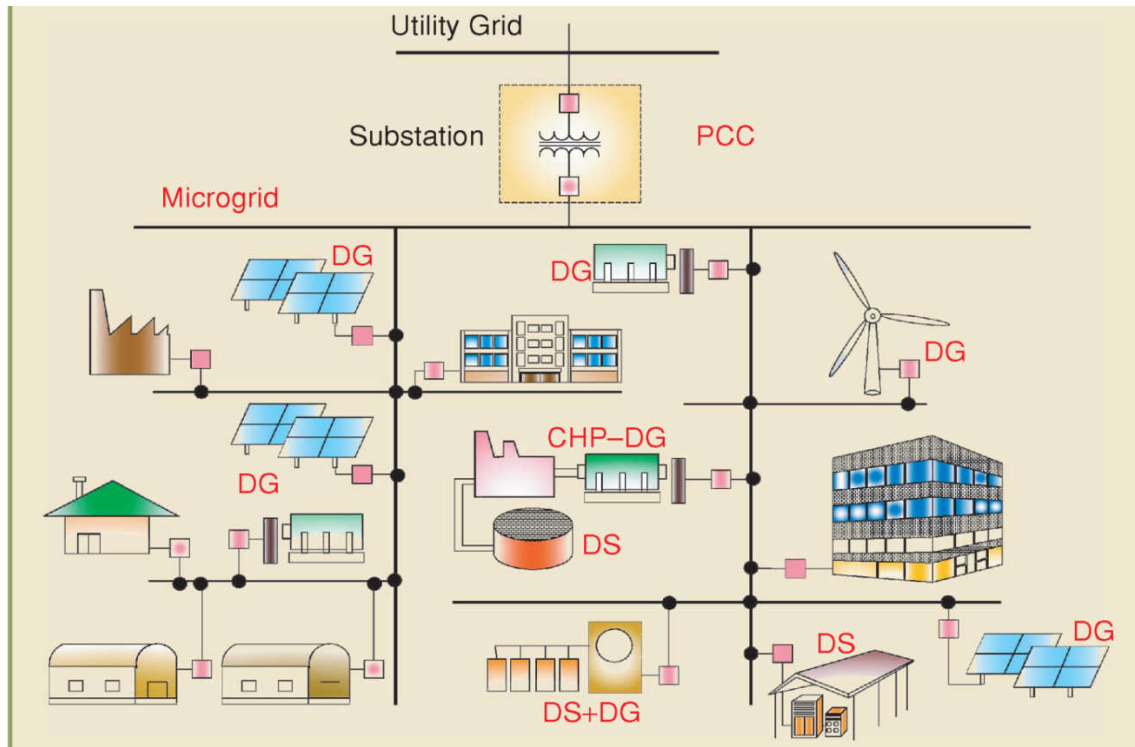 Utility Grid
Substation
PCC
Microgrid
DG
DG
DG
CHP–DG
DG
DS
DS
DG
DS+DG